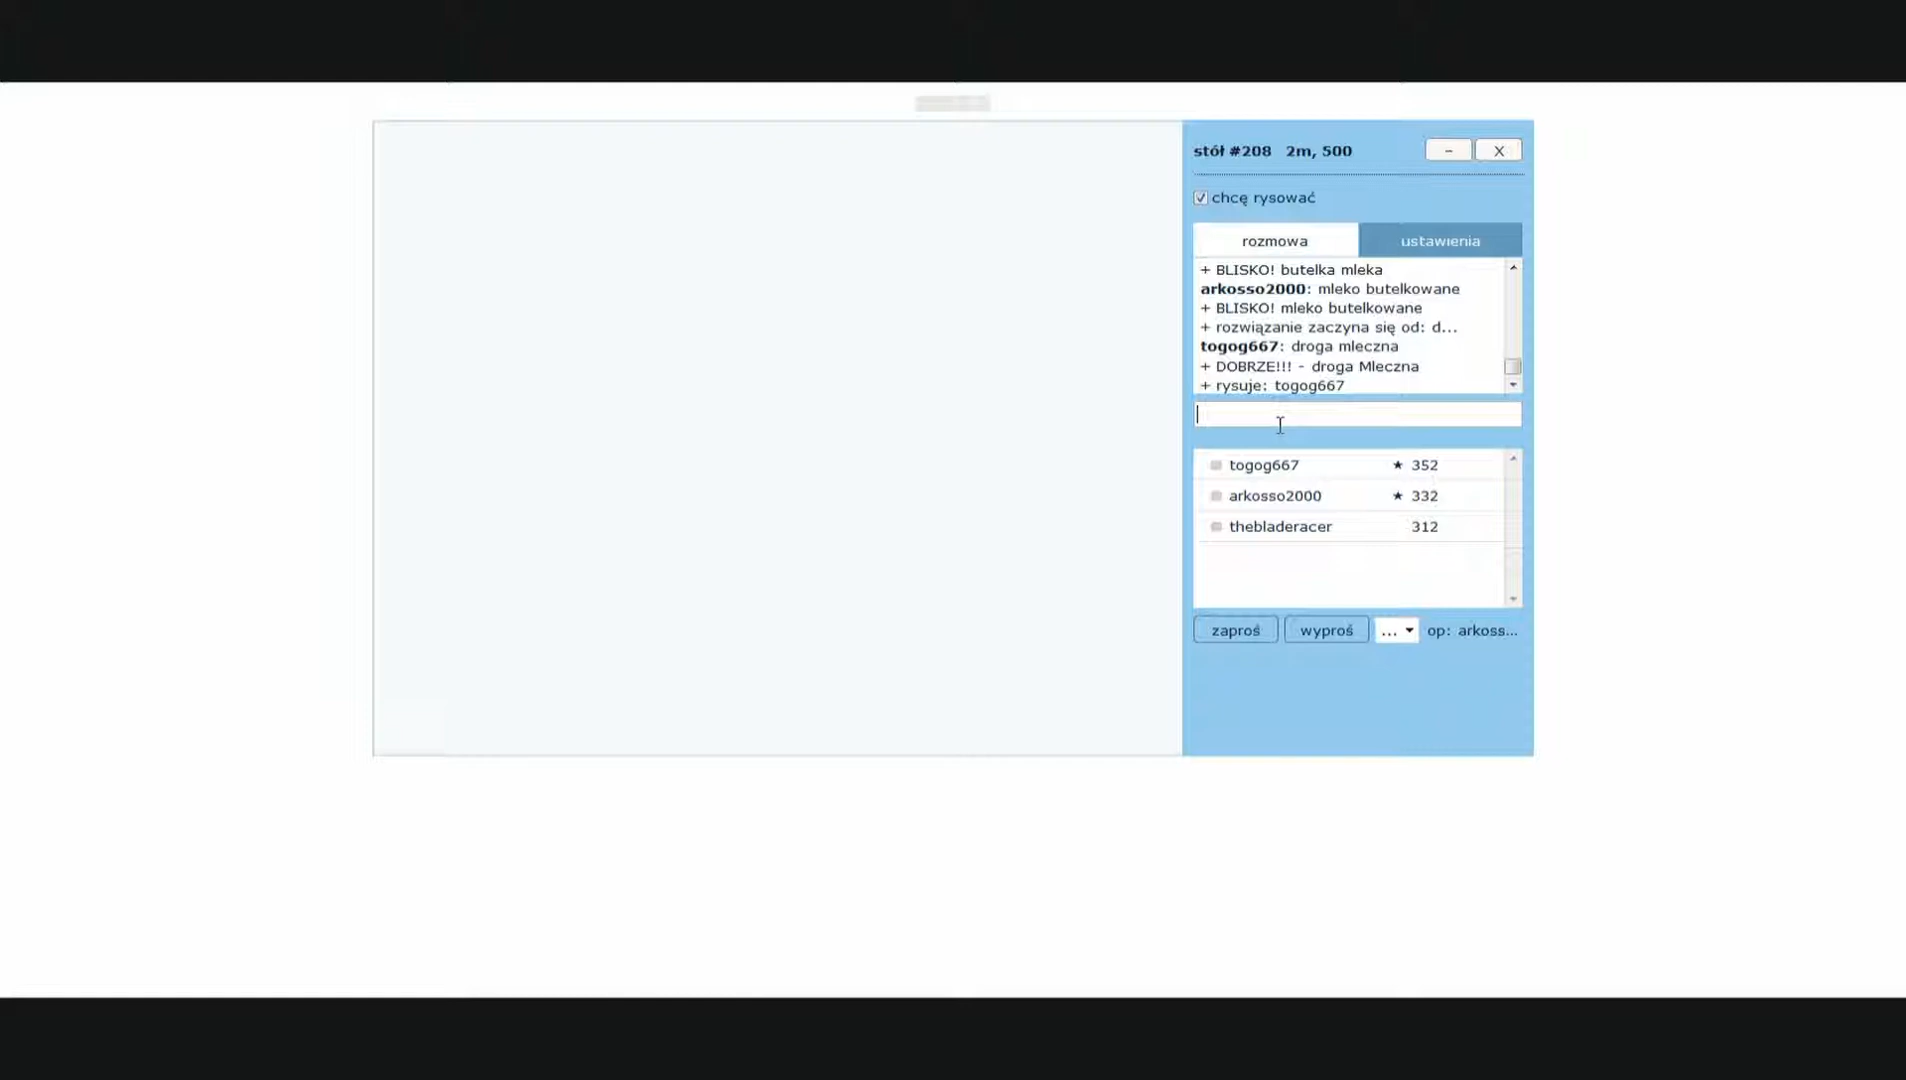 stół #208 2m, 500
– X
chcę rysować
rozmowa ustawienia
+ BLISKO! butelka mleka
arkosso2000: mleko butelkowane
+ BLISKO! mleko butelkowane
+ rozwiązanie zaczyna się od: d...
togog667: droga mleczna
+ DOBRZE!!! - droga Mleczna
+ rysuje: togog667
togog667 ★ 352
arkosso2000 ★ 332
thebladeracer 312
zaproś wyproś ... op: arkoss...